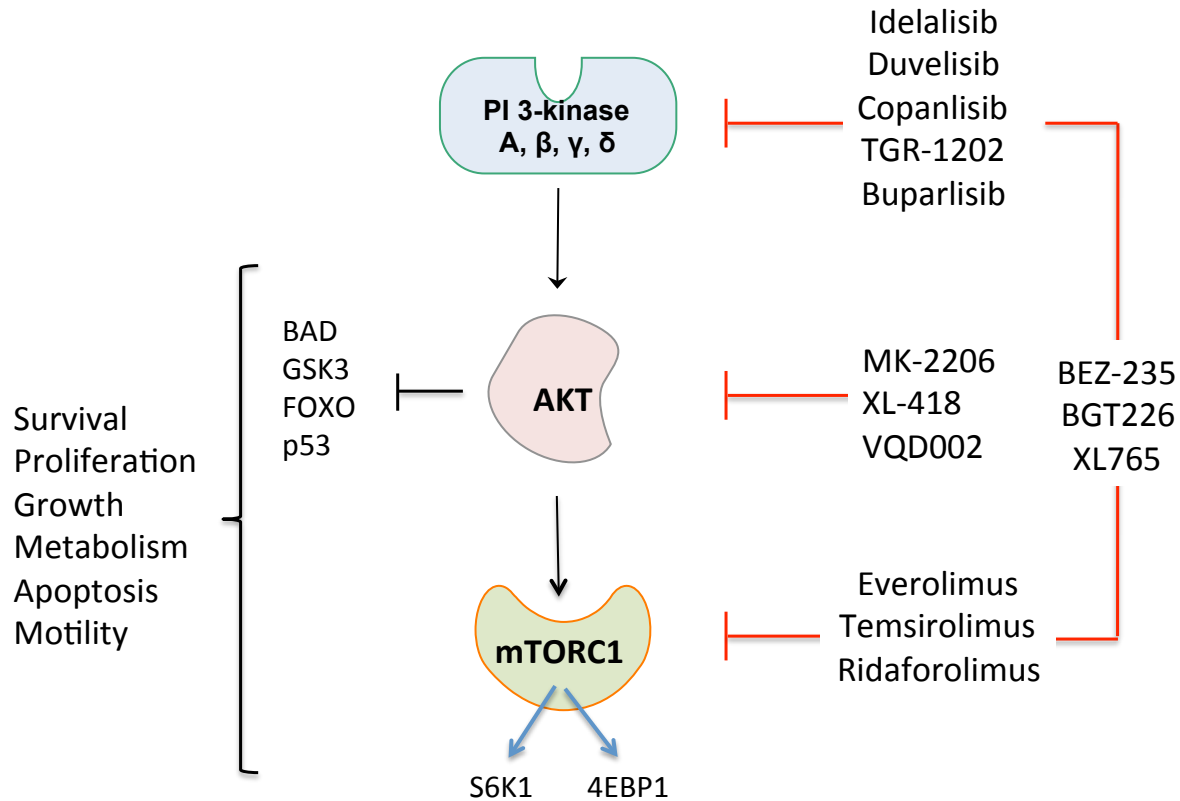 PI 3-kinase
Α, β, γ, δ
Idelalisib
Duvelisib
Copanlisib
TGR-1202
Buparlisib
BAD
GSK3
FOXO
p53
AKT
MK-2206
XL-418
VQD002
BEZ-235
BGT226
XL765
Survival
Proliferation
Growth
Metabolism
Apoptosis
Motility
mTORC1
Everolimus
Temsirolimus
Ridaforolimus
S6K1
4EBP1